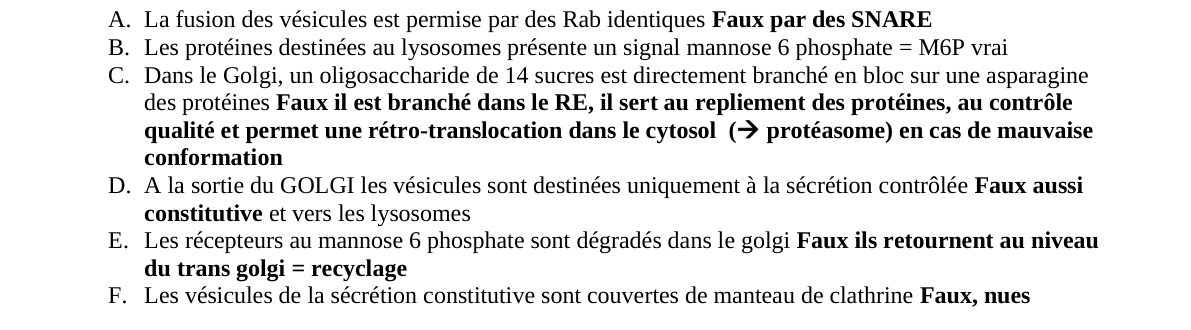 A. La fusion des vésicules est permise par des Rab identiques Faux par des SNARE
B. Les protéines destinées au lysosomes présente un signal mannose 6 phosphate = M6P vrai
C. Dans le Golgi, un oligosaccharide de 14 sucres est directement branché en bloc sur une asparagine
des protéines Faux il est branché dans le RE, il sert au repliement des protéines, au contrôle
qualité et permet une rétro-translocation dans le cytosol (→ protéasome) en cas de mauvaise
conformation
D. A la sortie du GOLGI les vésicules sont destinées uniquement à la sécrétion contrôlée Faux aussi
constitutive et vers les lysosomes
E. Les récepteurs au mannose 6 phosphate sont dégradés dans le golgi Faux ils retournent au niveau
du trans golgi = recyclage
F. Les vésicules de la sécrétion constitutive sont couvertes de manteau de clathrine Faux, nues